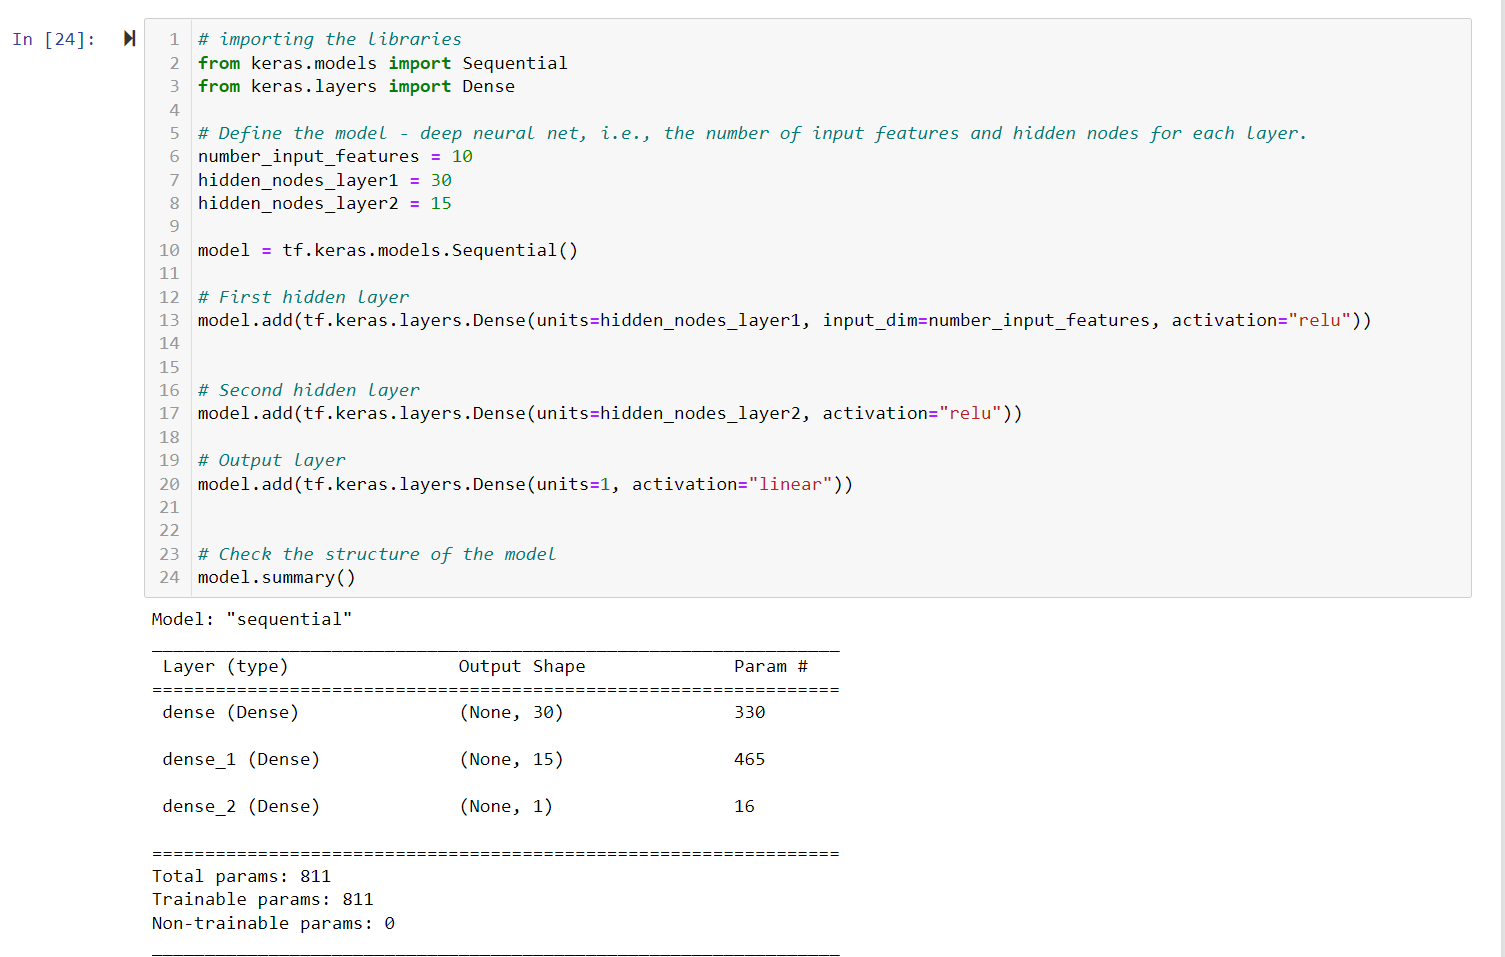 In [24]:
1 # importing the libraries
2 from keras.models import Sequential
3 from keras.layers import Dense
4
5 # Define the model - deep neural net, i.e., the number of input features and hidden nodes for each layer.
6 number_input_features = 10
7 hidden_nodes_layer1 = 30
8 hidden_nodes_layer2 = 15
9
10 model = tf.keras.models.Sequential()
11
12 # First hidden layer
13 model.add(tf.keras.layers.Dense(units=hidden_nodes_layer1, input_dim=number_input_features, activation="relu"))
14
15
16 # Second hidden layer
17 model.add(tf.keras.layers.Dense(units=hidden_nodes_layer2, activation="relu"))
18
19 # Output layer
20 model.add(tf.keras.layers.Dense(units=1, activation="linear"))
21
22
23 # Check the structure of the model
24 model.summary()
Model: "sequential"
_________________________________________________________________
Layer (type) Output Shape Param #
=================================================================
dense (Dense) (None, 30) 330
dense_1 (Dense) (None, 15) 465
dense_2 (Dense) (None, 1) 16
=================================================================
Total params: 811
Trainable params: 811
Non-trainable params: 0
_________________________________________________________________